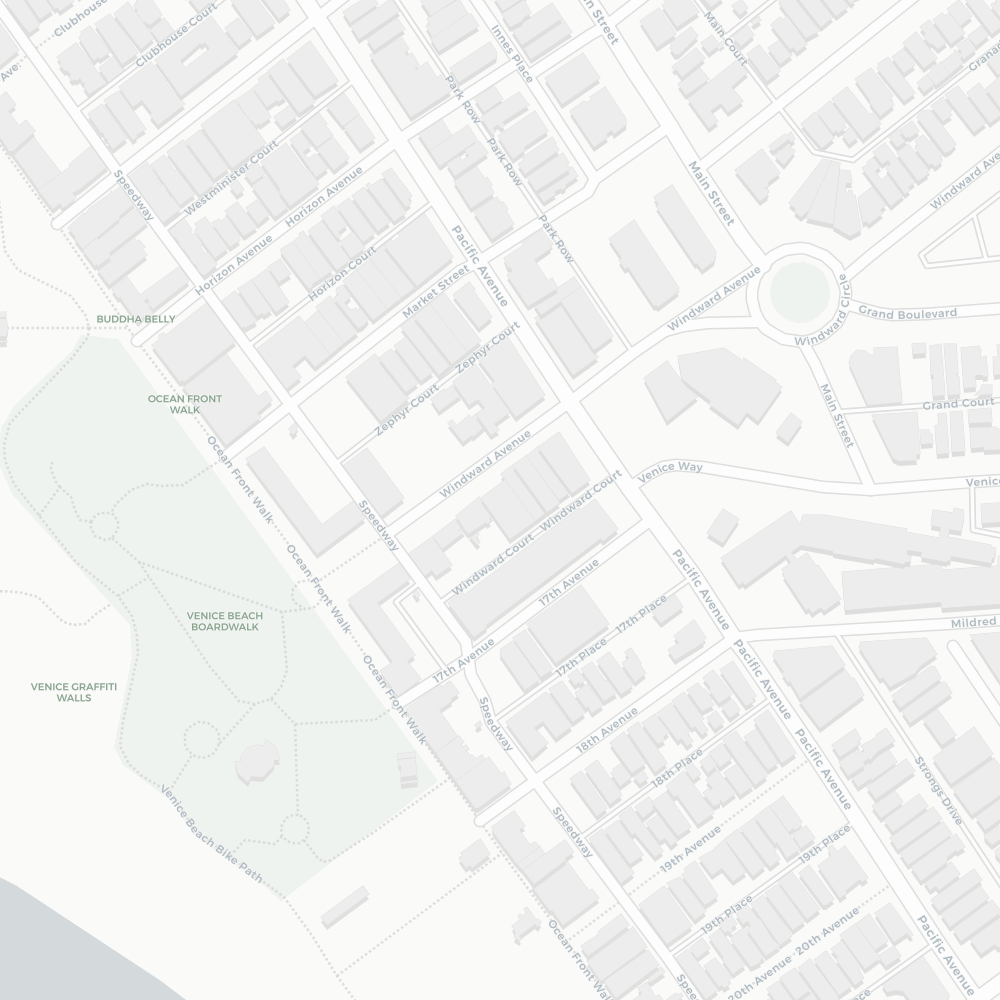 Clubhouse
Clubhouse Court
Innes Place
Main Court
Ave
Park Row
Park Row
Park Row
Westminister Court
Speedway
Horizon Avenue
Horizon Avenue
Horizon Court
Main Street
Windward Ave
Pacific Avenue
Market Street
Windward Avenue
Windward Circle
Windward Circle
Grand Boulevard
BUDDHA BELLY
Zephyr Court
Zephyr Court
OCEAN FRONT
WALK
Main Street
Grand Court
Windward Avenue
Ocean Front Walk
Venice Way
Speedway
Windward Court
Windward Court
Ocean Front Walk
17th Avenue
Pacific Avenue
17th Place
17th Place
Mildred
VENICE BEACH
BOARDWALK
17th Avenue
Ocean Front Walk
VENICE GRAFFITI
WALLS
Speedway
18th Avenue
Pacific Avenue
Pacific Avenue
18th Place
Strongs Drive
Venice Beach Bike Path
Speedway
19th Avenue
19th Place
19th Place
20th Avenue
20th Avenue
Ocean Front Walk
Pacific Avenue